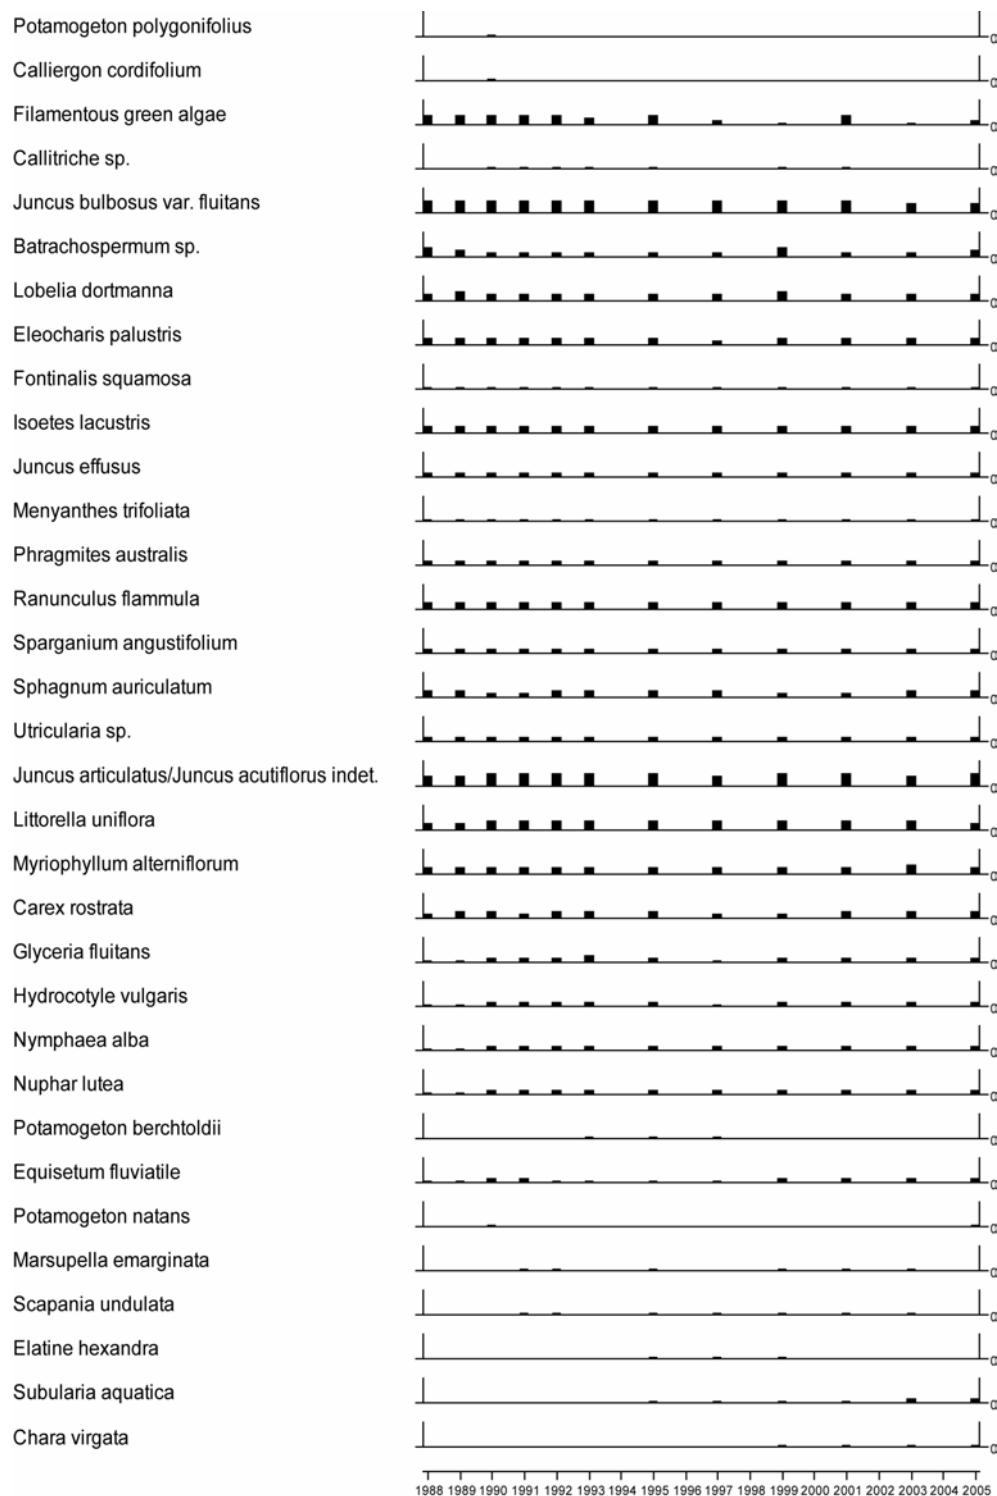 Potamogeton polygonifolius
Calliergon cordifolium
Filamentous green algae
Callitriche sp.
Juncus bulbosus var. fluitans
Batrachospermum sp.
Lobelia dortmanna
Eleocharis palustris
Fontinalis squamosa
Isoetes lacustris
Juncus effusus
Menyanthes trifoliata
Phragmites australis
Ranunculus flammula
Sparganium angustifolium
Sphagnum auriculatum
Utricularia sp.
Juncus articulatus/Juncus acutiflorus indet.
Littorella uniflora
Myriophyllum alterniflorum
Carex rostrata
Glyceria fluitans
Hydrocotyle vulgaris
Nymphaea alba
Nuphar lutea
Potamogeton berchtoldii
Equisetum fluviatile
Potamogeton natans
Marsupella emarginata
Scapania undulata
Elatine hexandra
Subularia aquatica
Chara virgata
1988 1989 1990 1991 1992 1993 1994 1995 1996 1997 1998 1999 2000 2001 2002 2003 2004 2005